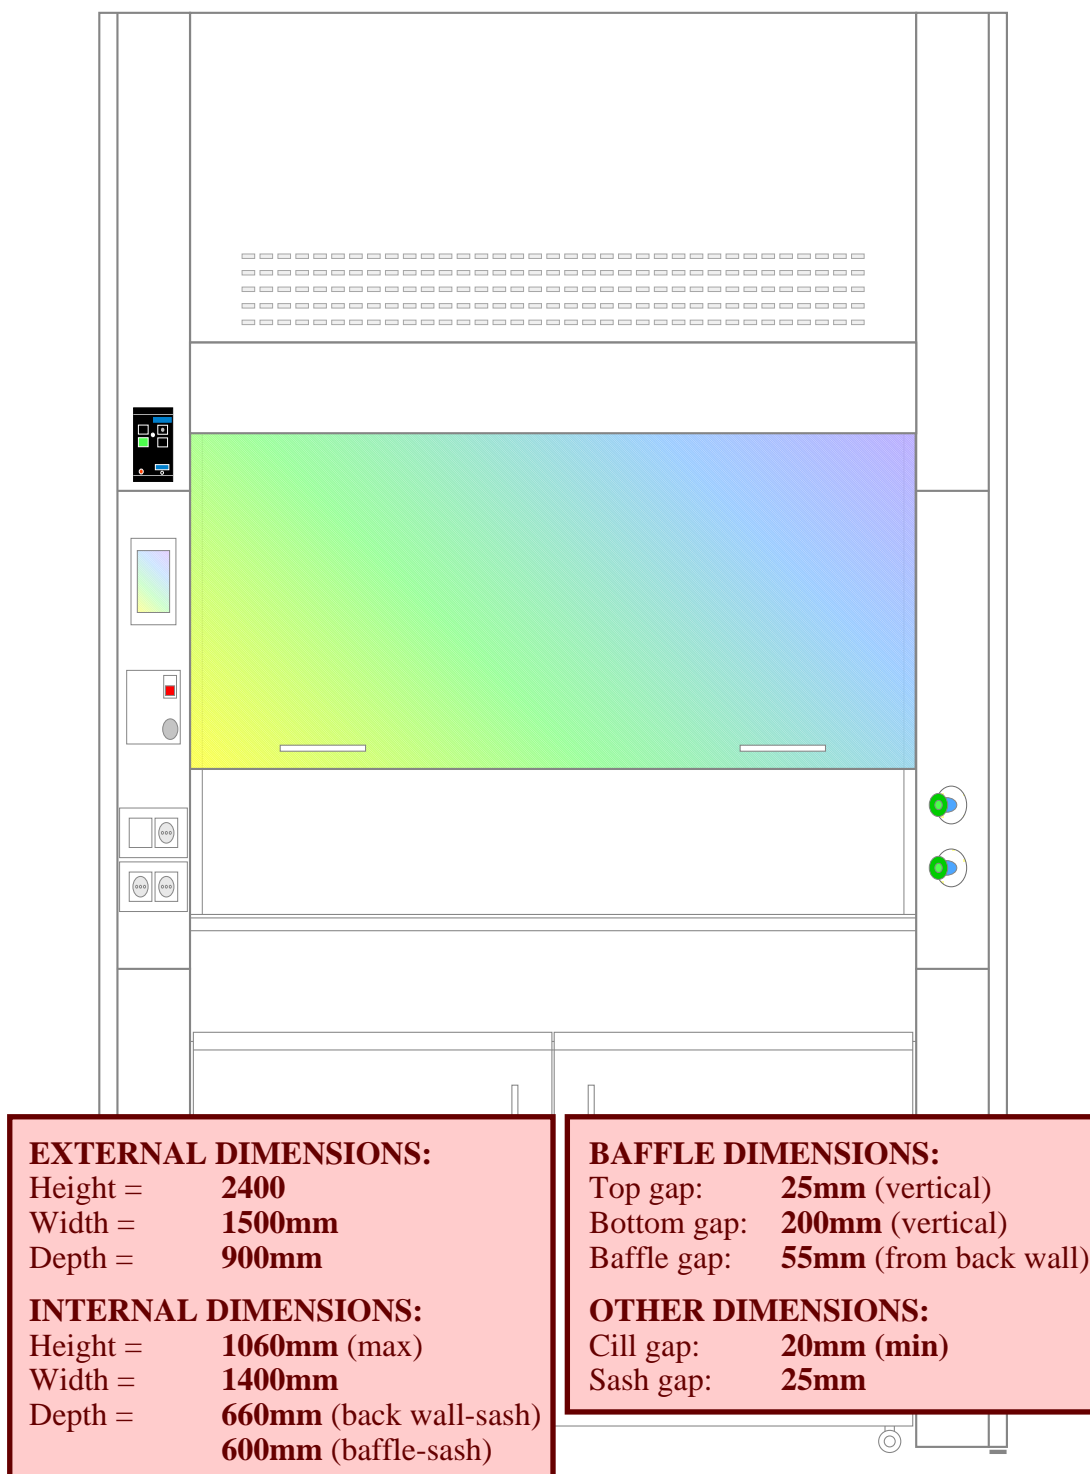 EXTERNAL DIMENSIONS:
Height = 2400
Width = 1500mm
Depth = 900mm
INTERNAL DIMENSIONS:
Height = 1060mm (max)
Width = 1400mm
Depth = 660mm (back wall-sash)
600mm (baffle-sash)
BAFFLE DIMENSIONS:
Top gap: 25mm (vertical)
Bottom gap: 200mm (vertical)
Baffle gap: 55mm (from back wall)
OTHER DIMENSIONS:
Cill gap: 20mm (min)
Sash gap: 25mm